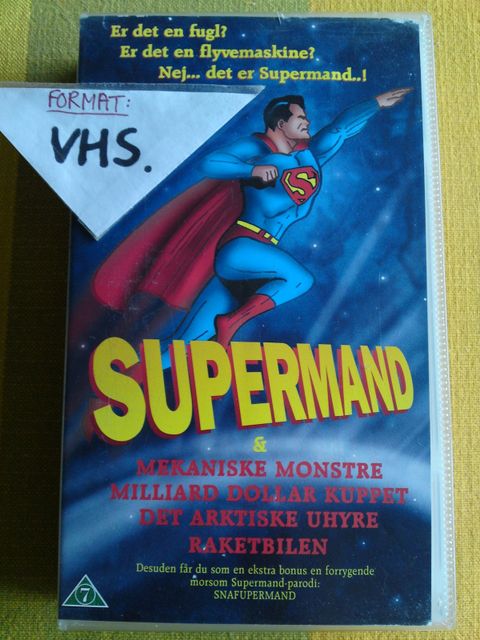 Er det en fugl?
Er det en flyvemaskine?
Nej... det er Supermand..!
FORMAT:
VHS.
S
SUPERMAND
&
MEKANISKE MONSTRE
MILLIARD DOLLAR KUPPET
DET ARKTISKE UHYRE
RAKETBILEN
Desuden får du som en ekstra bonus en forrygende
morsom Supermand-parodi:
SNAFUPERMAND
7